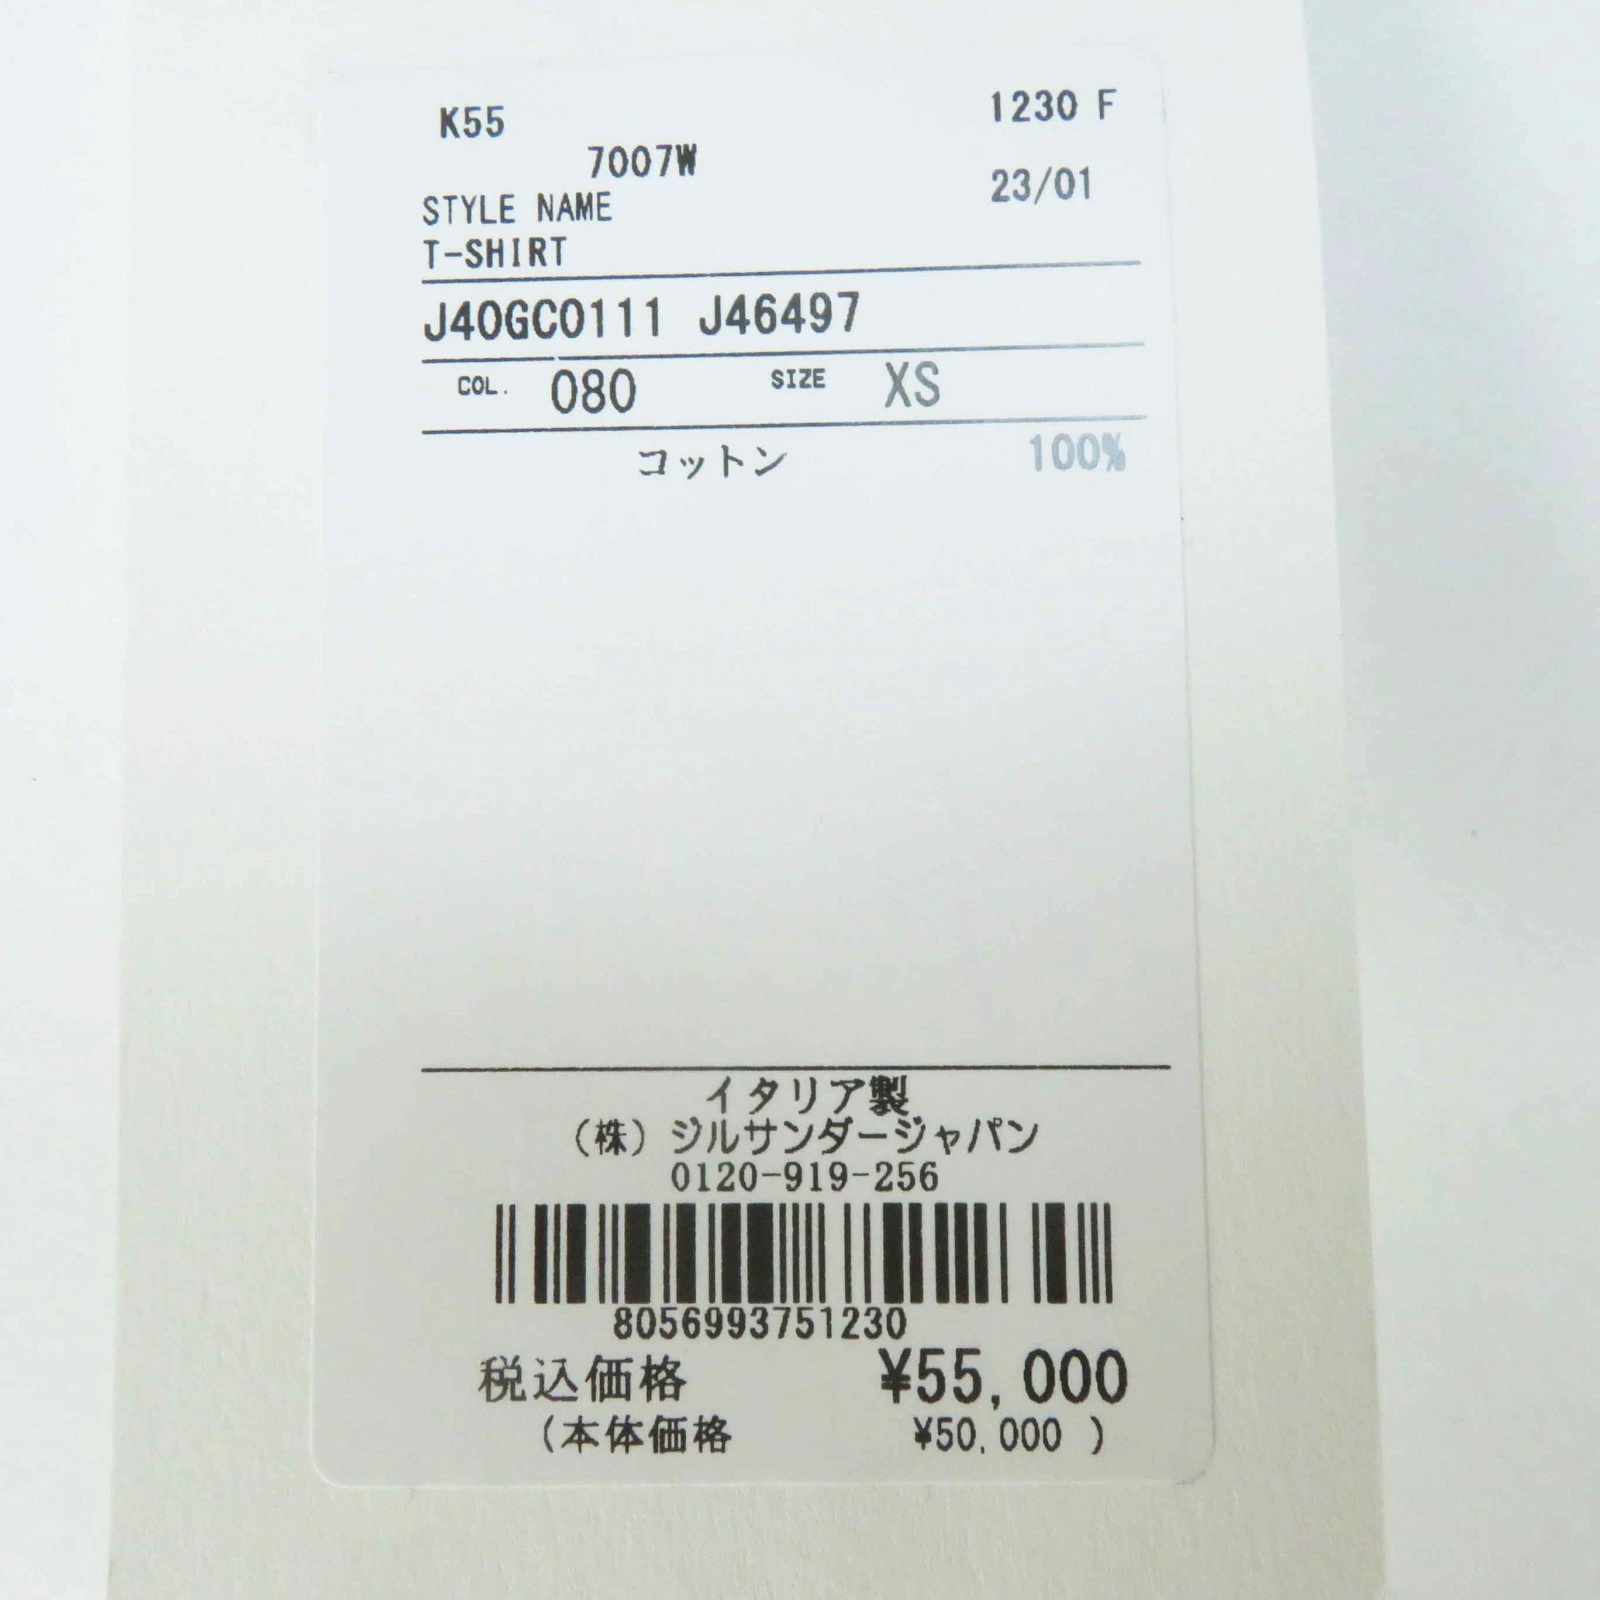 K55 1230 F
7007W
23/01
STYLE NAME
T-SHIRT
J40GC0111 J46497
COL. 080 SIZE XS
コットン 100%
イタリア製
(株) ジルサンダージャパン
0120-919-256
8056993751230
税込価格 ¥55,000
(本体価格 ¥50,000 )